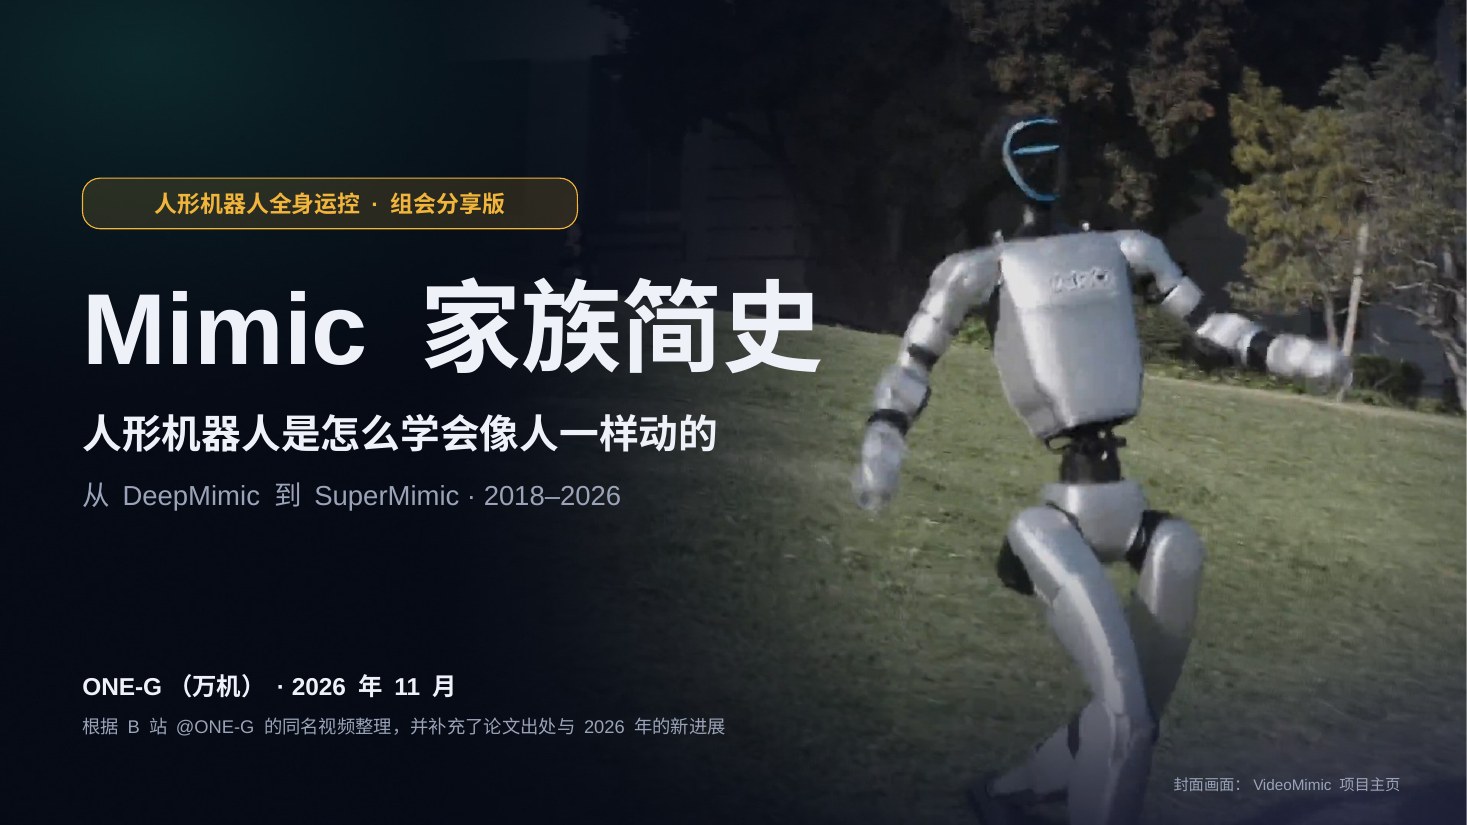 人形机器人全身运控 · 组会分享版
Mimic 家族简史
人形机器人是怎么学会像人一样动的
从 DeepMimic 到 SuperMimic · 2018–2026
ONE-G （万机） · 2026 年 11 月
根据 B 站 @ONE-G 的同名视频整理，并补充了论文出处与 2026 年的新进展
封面画面： VideoMimic 项目主页